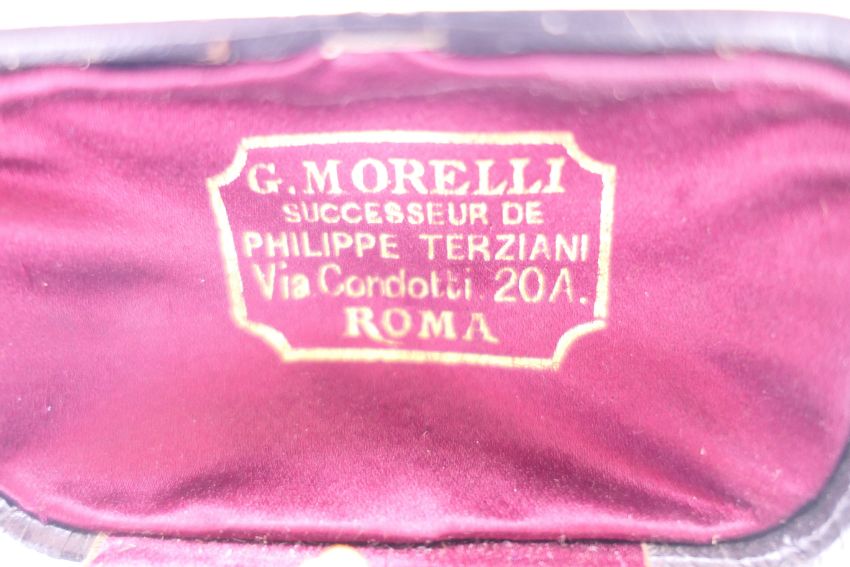 G. MORELLI
SUCCESSEUR DE
PHILIPPE TERZIANI
Via Condotti 20A.
ROMA